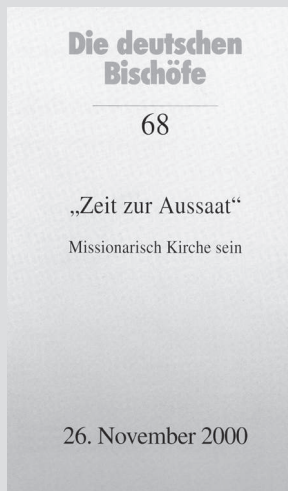 Die deutschen
Bischöfe
68
„Zeit zur Aussaat“
Missionarisch Kirche sein
26. November 2000